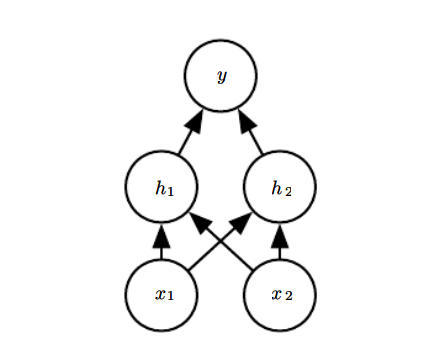 y
h₁ h₂
x₁ x₂